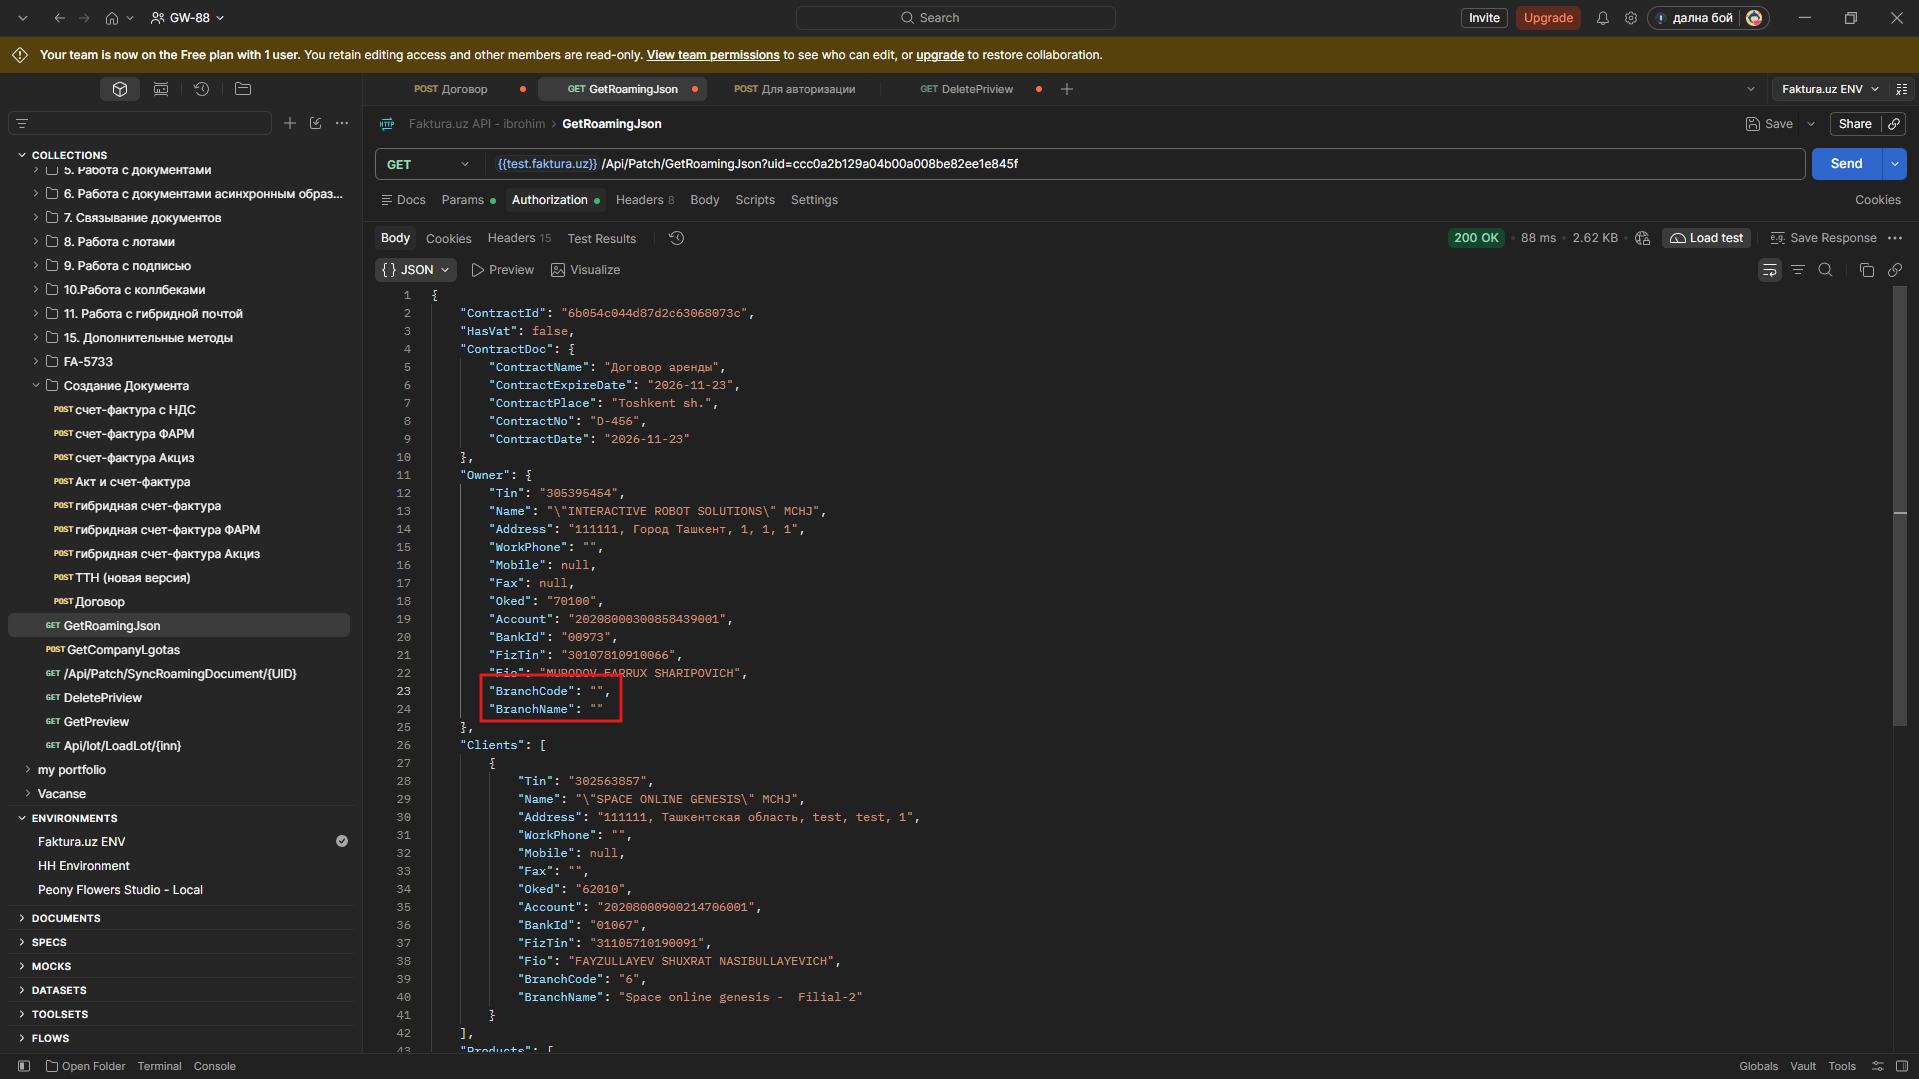 GW-88
Search
Invite
Upgrade
дална бой
Your team is now on the Free plan with 1 user. You retain editing access and other members are read-only. View team permissions to see who can edit, or upgrade to restore collaboration.
POST Договор
GET GetRoamingJson
POST Для авторизации
GET DeletePriview
Faktura.uz ENV
COLLECTIONS
5. Работа с документами
6. Работа с документами асинхронным образ...
7. Связывание документов
8. Работа с лотами
9. Работа с подписью
10.Работа с коллбеками
11. Работа с гибридной почтой
15. Дополнительные методы
FA-5733
Создание Документа
POST счет-фактура с НДС
POST счет-фактура ФАРМ
POST счет-фактура Акциз
POST Акт и счет-фактура
POST гибридная счет-фактура
POST гибридная счет-фактура ФАРМ
POST гибридная счет-фактура Акциз
POST ТТН (новая версия)
POST Договор
GET GetRoamingJson
POST GetCompanyLgotas
GET /Api/Patch/SyncRoamingDocument/{UID}
GET DeletePriview
GET GetPreview
GET Api/lot/LoadLot/{inn}
my portfolio
Vacanse
ENVIRONMENTS
Faktura.uz ENV
HH Environment
Peony Flowers Studio - Local
DOCUMENTS
SPECS
MOCKS
DATASETS
TOOLSETS
FLOWS
HTTP Faktura.uz API - ibrohim > GetRoamingJson
Save
Share
GET
{{test.faktura.uz}} /Api/Patch/GetRoamingJson?uid=ccc0a2b129a04b00a008be82ee1e845f
Send
Docs Params Authorization Headers 8 Body Scripts Settings
Cookies
Body Cookies Headers 15 Test Results
200 OK 88 ms 2.62 KB
Load test
e.g. Save Response
{} JSON Preview Visualize
1 {
2 "ContractId": "6b054c044d87d2c63068073c",
3 "HasVat": false,
4 "ContractDoc": {
5 "ContractName": "Договор аренды",
6 "ContractExpireDate": "2026-11-23",
7 "ContractPlace": "Toshkent sh.",
8 "ContractNo": "D-456",
9 "ContractDate": "2026-11-23"
10 },
11 "Owner": {
12 "Tin": "305395454",
13 "Name": "\"INTERACTIVE ROBOT SOLUTIONS\" MCHJ",
14 "Address": "111111, Город Ташкент, 1, 1, 1",
15 "WorkPhone": "",
16 "Mobile": null,
17 "Fax": null,
18 "Oked": "70100",
19 "Account": "20208000300858439001",
20 "BankId": "00973",
21 "FizTin": "30107810910066",
22 "Fio": "MURODOV FARRUX SHARIPOVICH",
23 "BranchCode": "",
24 "BranchName": ""
25 },
26 "Clients": [
27 {
28 "Tin": "302563857",
29 "Name": "\"SPACE ONLINE GENESIS\" MCHJ",
30 "Address": "111111, Ташкентская область, test, test, 1",
31 "WorkPhone": "",
32 "Mobile": null,
33 "Fax": "",
34 "Oked": "62010",
35 "Account": "20208000900214706001",
36 "BankId": "01067",
37 "FizTin": "31105710190091",
38 "Fio": "FAYZULLAYEV SHUXRAT NASIBULLAYEVICH",
39 "BranchCode": "6",
40 "BranchName": "Space online genesis -  Filial-2"
41 }
42 ],
43 "Products": [
Open Folder Terminal Console
Globals Vault Tools